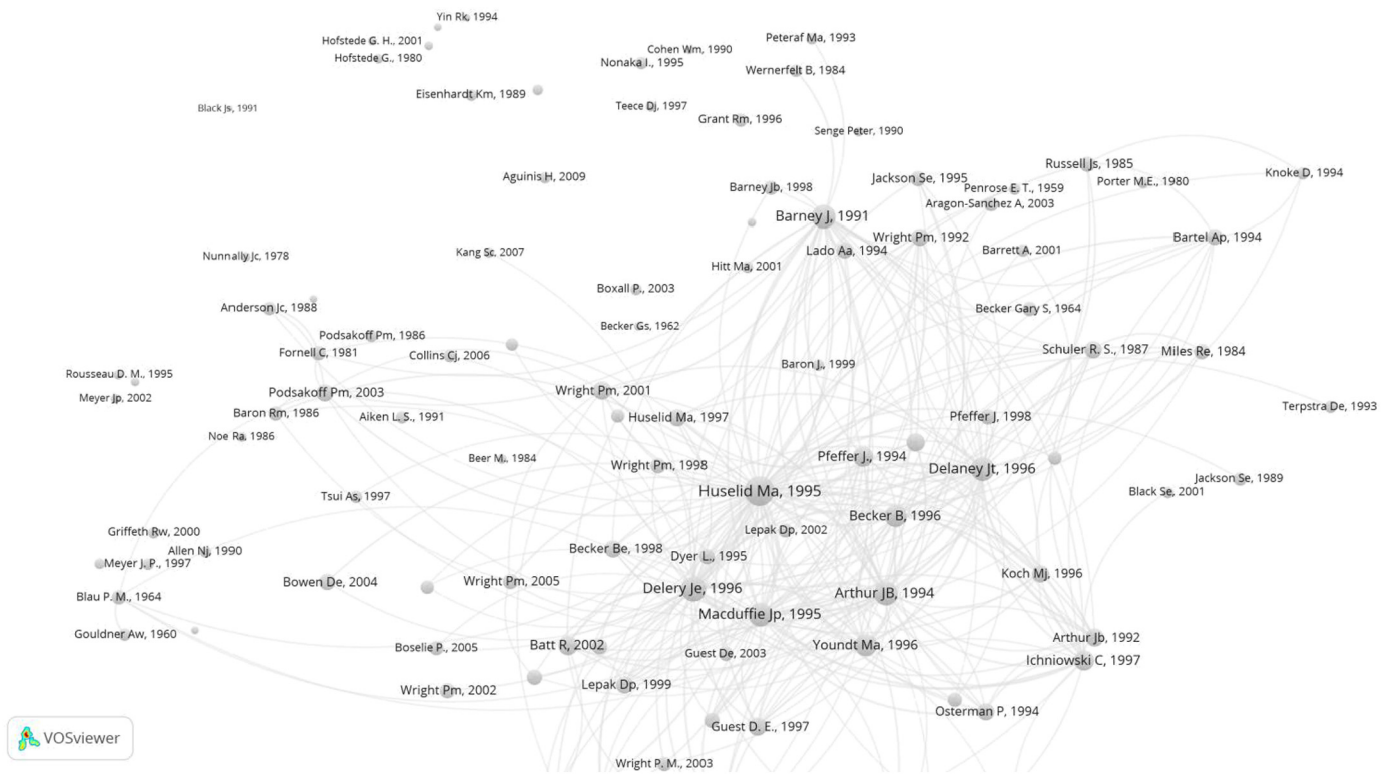 Yin Rk, 1994
Hofstede G. H., 2001
Peteraf Ma, 1993
Cohen Wm, 1990
Hofstede G., 1980
Nonaka I., 1995
Wernerfelt B, 1984
Eisenhardt Km, 1989
Black Js, 1991
Teece Dj, 1997
Grant Rm, 1996
Senge Peter, 1990
Russell Js, 1985
Knoke D, 1994
Aguinis H, 2009
Jackson Se, 1995
Porter M.E., 1980
Barney Jb, 1998
Penrose E. T., 1959
Aragon-Sanchez A, 2003
Barney J, 1991
Wright Pm, 1992
Bartel Ap, 1994
Lado Aa, 1994
Barrett A, 2001
Nunnally Jc, 1978
Kang Sc, 2007
Hitt Ma, 2001
Boxall P., 2003
Anderson Jc, 1988
Becker Gary S, 1964
Becker Gs, 1962
Podsakoff Pm, 1986
Fornell C, 1981
Collins Cj, 2006
Schuler R. S., 1987
Miles Re, 1984
Baron J., 1999
Rousseau D. M., 1995
Meyer Jp, 2002
Podsakoff Pm, 2003
Wright Pm, 2001
Terpstra De, 1993
Baron Rm, 1986
Aiken L. S., 1991
Huselid Ma, 1997
Pfeffer J, 1998
Noe Ra, 1986
Beer M., 1984
Wright Pm, 1998
Pfeffer J., 1994
Delaney Jt, 1996
Jackson Se, 1989
Black Se, 2001
Huselid Ma, 1995
Tsui As, 1997
Becker B, 1996
Griffeth Rw, 2000
Lepak Dp, 2002
Allen Nj, 1990
Becker Be, 1998
Dyer L., 1995
Meyer J. P., 1997
Koch Mj, 1996
Bowen De, 2004
Wright Pm, 2005
Delery Je, 1996
Arthur JB, 1994
Blau P. M., 1964
Macduffie Jp, 1995
Gouldner Aw, 1960
Arthur Jb, 1992
Boselie P., 2005
Batt R, 2002
Youndt Ma, 1996
Guest De, 2003
Ichniowski C, 1997
Wright Pm, 2002
Lepak Dp, 1999
Osterman P, 1994
Guest D. E., 1997
VOSviewer
Wright P. M., 2003